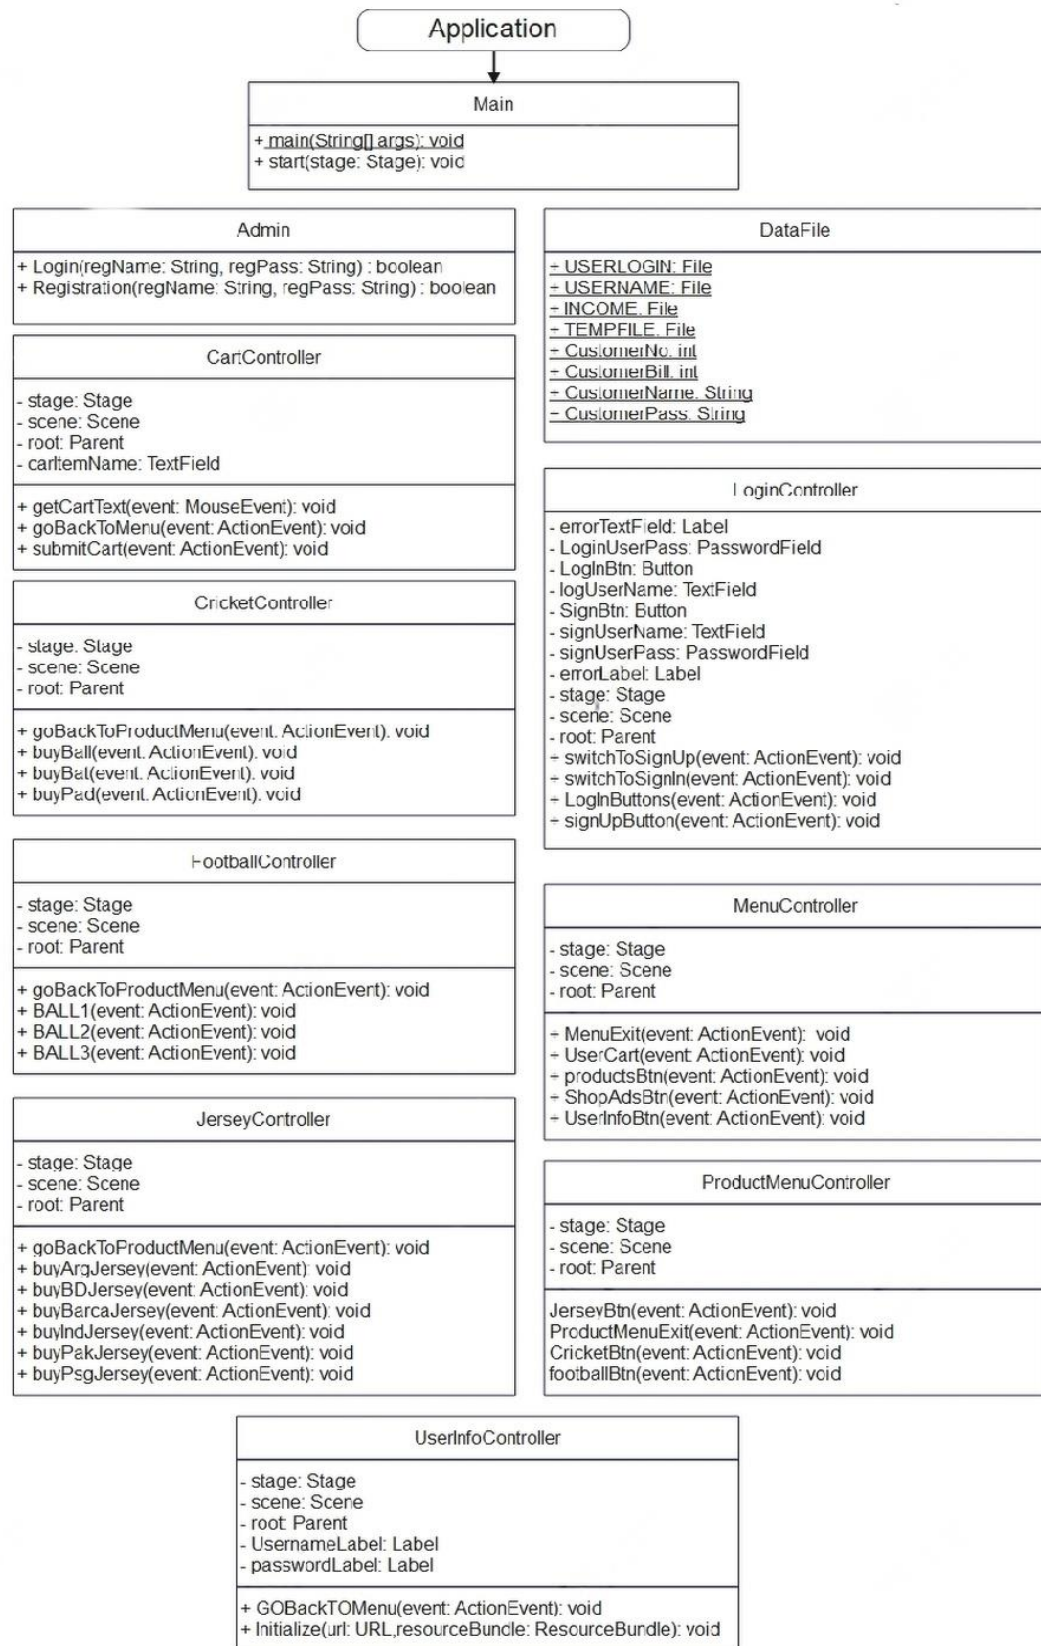 Application
Main
+ main(String[] args): void
+ start(stage: Stage): void
Admin
+ Login(regName: String, regPass: String) : boolean
+ Registration(regName: String, regPass: String) : boolean
DataFile
+ USERLOGIN: File
+ USERNAME: File
+ INCOME: File
+ TEMPFILE: File
+ CustomerNo: int
+ CustomerBill: int
+ CustomerName: String
+ CustomerPass: String
CartController
- stage: Stage
- scene: Scene
- root: Parent
- carItemName: TextField
+ getCartText(event: MouseEvent): void
+ goBackToMenu(event: ActionEvent): void
+ submitCart(event: ActionEvent): void
LoginController
- errorTextField: Label
- LoginUserPass: PasswordField
- LogInBtn: Button
- logUserName: TextField
- SignBtn: Button
- signUserName: TextField
- signUserPass: PasswordField
- errorLabel: Label
- stage: Stage
- scene: Scene
- root: Parent
+ switchToSignUp(event: ActionEvent): void
+ switchToSignIn(event: ActionEvent): void
+ LogInButtons(event: ActionEvent): void
+ signUpButton(event: ActionEvent): void
CricketController
- stage: Stage
- scene: Scene
- root: Parent
+ goBackToProductMenu(event: ActionEvent): void
+ buyBall(event: ActionEvent): void
+ buyBat(event: ActionEvent): void
+ buyPad(event: ActionEvent): void
FootballController
- stage: Stage
- scene: Scene
- root: Parent
+ goBackToProductMenu(event: ActionEvent): void
+ BALL1(event: ActionEvent): void
+ BALL2(event: ActionEvent): void
+ BALL3(event: ActionEvent): void
MenuController
- stage: Stage
- scene: Scene
- root: Parent
+ MenuExit(event: ActionEvent): void
+ UserCart(event: ActionEvent): void
+ productsBtn(event: ActionEvent): void
+ ShopAdsBtn(event: ActionEvent): void
+ UserInfoBtn(event: ActionEvent): void
JerseyController
- stage: Stage
- scene: Scene
- root: Parent
+ goBackToProductMenu(event: ActionEvent): void
+ buyArgJersey(event: ActionEvent): void
+ buyBDJersey(event: ActionEvent): void
+ buyBarcaJersey(event: ActionEvent): void
+ buyIndJersey(event: ActionEvent): void
+ buyPakJersey(event: ActionEvent): void
+ buyPsgJersey(event: ActionEvent): void
ProductMenuController
- stage: Stage
- scene: Scene
- root: Parent
JerseyBtn(event: ActionEvent): void
ProductMenuExit(event: ActionEvent): void
CricketBtn(event: ActionEvent): void
footballBtn(event: ActionEvent): void
UserInfoController
- stage: Stage
- scene: Scene
- root: Parent
- UsernameLabel: Label
- passwordLabel: Label
+ GOBackTOMenu(event: ActionEvent): void
+ Initialize(url: URL,resourceBundle: ResourceBundle): void